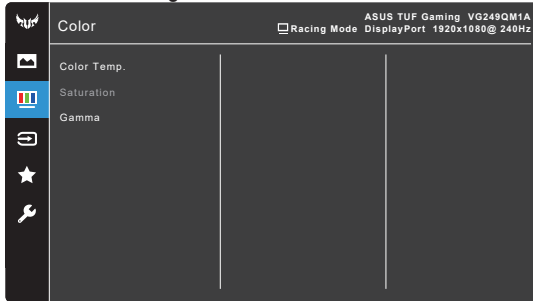 Color
ASUS TUF Gaming VG249QM1A
Racing Mode DisplayPort 1920x1080@ 240Hz
Color Temp.
Saturation
Gamma